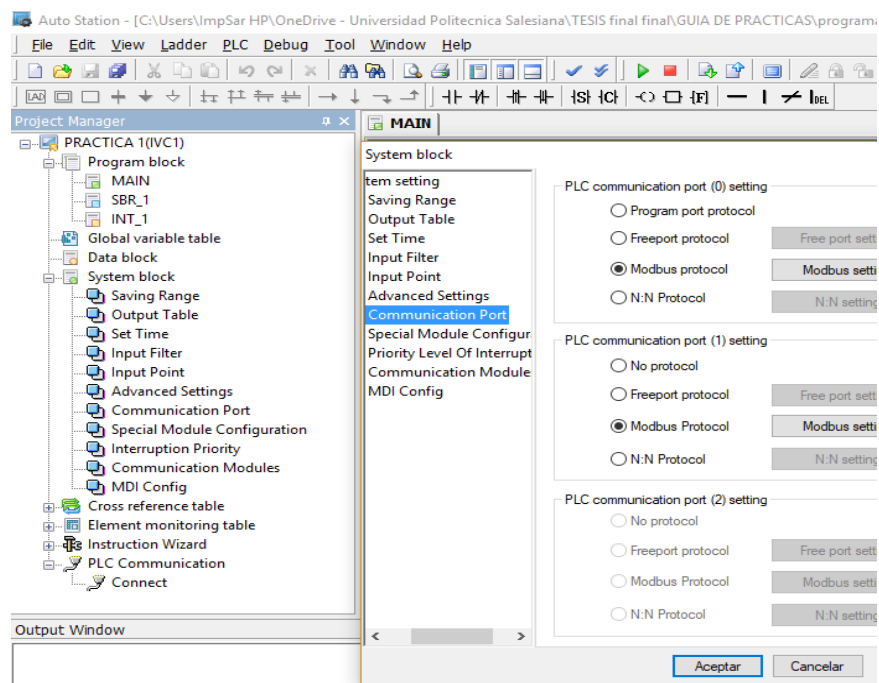 Auto Station - [C:\Users\ImpSar HP\OneDrive - Universidad Politecnica Salesiana\TESIS final final\GUIA DE PRACTICAS\programa
File Edit View Ladder PLC Debug Tool Window Help
LAD
DEL
Project Manager
PRACTICA 1(IVC1)
Program block
MAIN
SBR_1
INT_1
Global variable table
Data block
System block
Saving Range
Output Table
Set Time
Input Filter
Input Point
Advanced Settings
Communication Port
Special Module Configuration
Interruption Priority
Communication Modules
MDI Config
Cross reference table
Element monitoring table
Instruction Wizard
PLC Communication
Connect
Output Window
MAIN
System block
tem setting
Saving Range
Output Table
Set Time
Input Filter
Input Point
Advanced Settings
Communication Port
Special Module Configur
Priority Level Of Interrupt
Communication Module
MDI Config
PLC communication port (0) setting
Program port protocol
Freeport protocol Free port sett
Modbus protocol Modbus setti
N:N Protocol N:N setting
PLC communication port (1) setting
No protocol
Freeport protocol Free port sett
Modbus Protocol Modbus setti
N:N Protocol N:N setting
PLC communication port (2) setting
No protocol
Freeport protocol Free port sett
Modbus Protocol Modbus setti
N:N Protocol N:N setting
Aceptar Cancelar